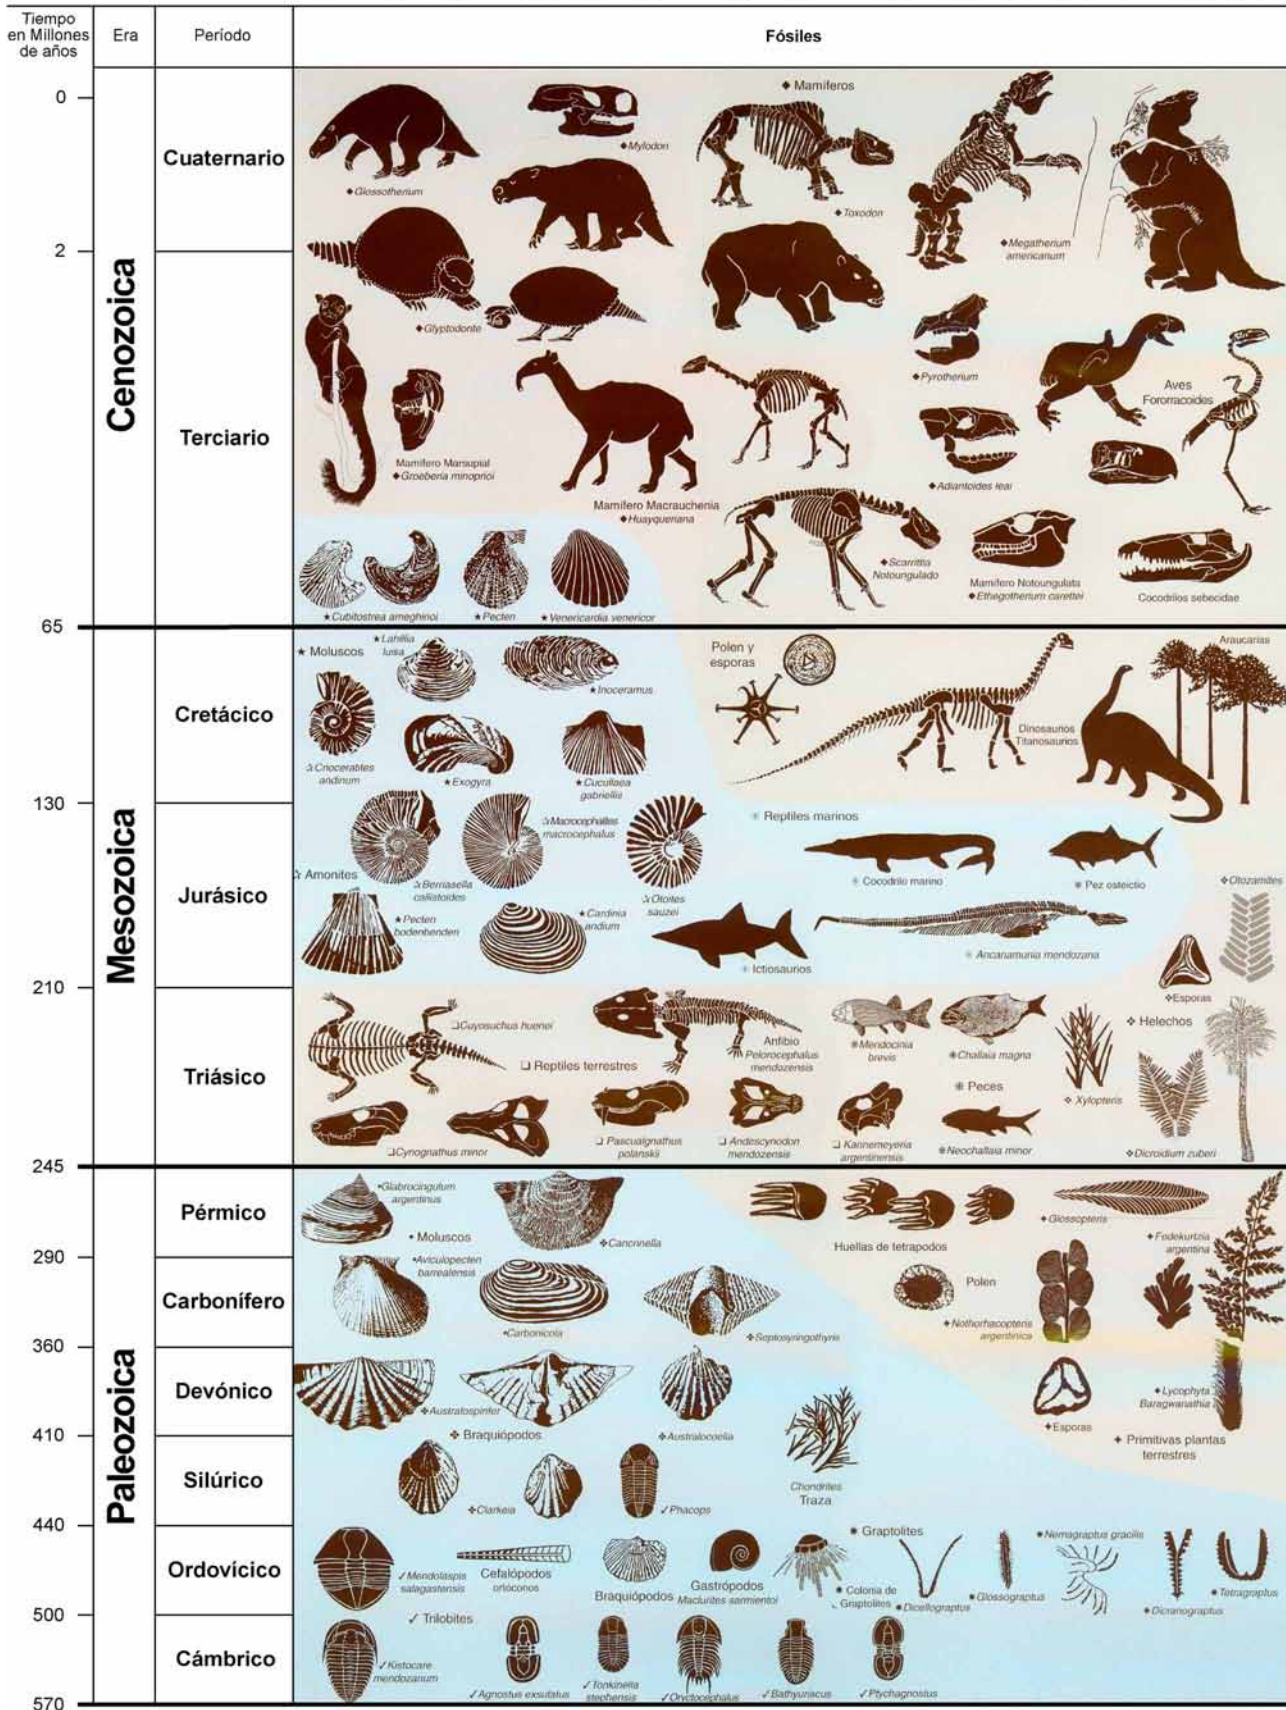 Tiempo
en Millones
de años
Era
Período
Fósiles
0
Cenozoica
Cuaternario
◆ Mamíferos
◆ Mylodon
◆ Glossotherium
◆ Toxodon
◆ Megatherium
americanum
2
Terciario
◆ Glyptodonte
◆ Pyrotherium
Aves
Fororracoides
Mamífero Marsupial
◆ Groeberia minoprioi
◆ Adiantoides leai
Mamífero Macrauchenia
◆ Huayqueriana
◆ Scarrittia
Notoungulado
Mamífero Notoungulata
◆ Ethegotherium carettei
Cocodrilos sebecidae
★ Cubitostrea ameghinoi
★ Pecten
★ Venericardia venericor
65
Mesozoica
Cretácico
★ Moluscos
★ Lahillia
luisa
★ Inoceramus
Polen y
esporas
Araucarias
Dinosaurios
Titanosaurios
☆ Criocerabtes
andinum
★ Exogyra
★ Cucullaea
gabriellis
130
Jurásico
☆ Macrocephalites
macrocephalus
Reptiles marinos
Cocodrilo marino
Pez osteictio
❖ Otozamites
☆ Amonites
☆ Berriasella
callistoides
★ Pecten
bodenbenden
★ Cardinia
andium
☆ Otoites
sauzei
Ictiosaurios
Ancanamunia mendozana
❖ Esporas
210
Triásico
❑ Cuyosuchus huenei
❑ Reptiles terrestres
Anfibio
Pelorocephalus
mendozensis
Mendocinia
brevis
Challaia magna
❖ Helechos
Peces
❖ Xylopteris
❑ Cynognathus minor
❑ Pascualgnathus
polanskii
❑ Andescynodon
mendozensis
❑ Kannemeyeria
argentinensis
Neochallaia minor
❖ Dicroidium zuberi
245
Paleozoica
Pérmico
• Glabrocingulum
argentinus
• Moluscos
✤ Cancrinella
Huellas de tetrapodos
✦ Glossopteris
✦ Fodekurtzia
argentina
290
Carbonífero
• Aviculopecten
barrealensis
• Carbonicola
✤ Septosyringothyris
Polen
✦ Nothorhacopteris
argentinica
360
Devónico
✤ Australospirifer
✤ Braquiópodos
✤ Australocoelia
✦ Esporas
✦ Lycophyta
Baragwanathia
✦ Primitivas plantas
terrestres
410
Silúrico
✤ Clarkeia
✓ Phacops
Chondrites
Traza
440
Ordovícico
✓ Mendolaspis
salagastensis
Cefalópodos
ortoconos
Braquiópodos
Gastrópodos
Maclurites sarmientoi
✹ Graptolites
✹ Colonia de
Graptolites
✹ Dicellograptus
✹ Glossograptus
✹ Nemagraptus gracilis
✹ Dicranograptus
✹ Tetragraptus
500
Cámbrico
✓ Trilobites
✓ Kistocare
mendozanum
✓ Agnostus exsulatus
✓ Tonkinella
stephensis
✓ Oryctocephalus
✓ Bathyuriscus
✓ Ptychagnostus
570